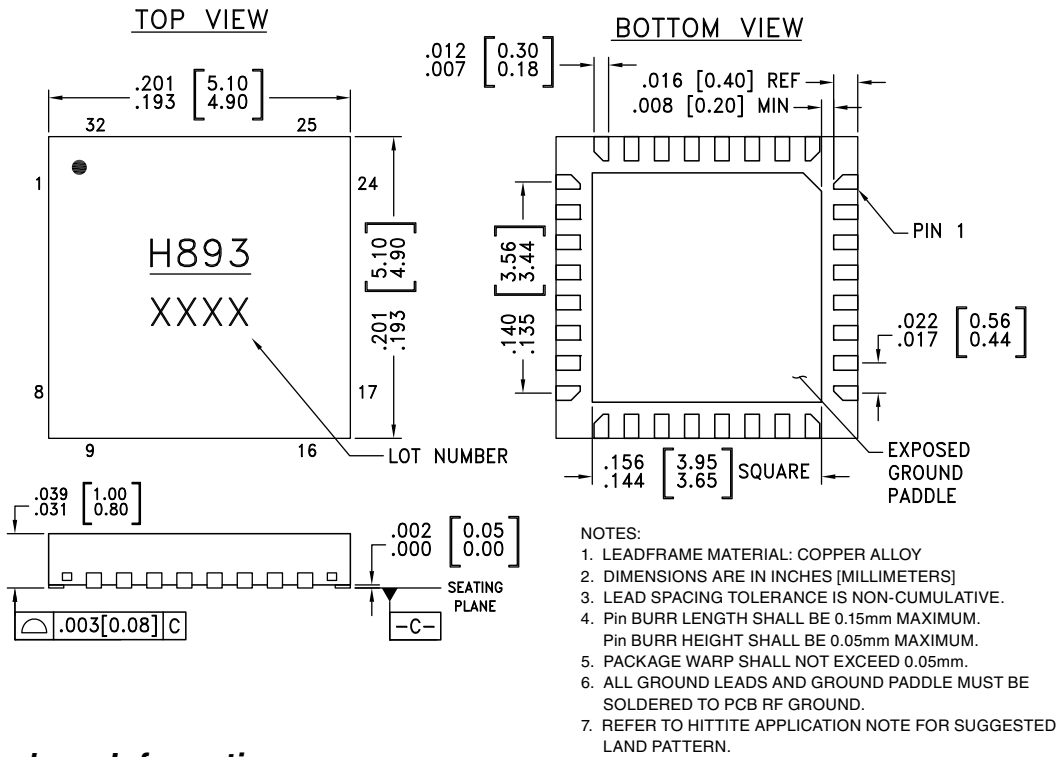 TOP VIEW
.201 [5.10]
.193 [4.90]
32 25
1 24
H893
XXXX
[5.10]
[4.90]
.201
.193
8 17
9 16
LOT NUMBER
BOTTOM VIEW
.012 [0.30]
.007 [0.18]
.016 [0.40] REF
.008 [0.20] MIN
PIN 1
[3.56]
[3.44]
.140
.135
.022 [0.56]
.017 [0.44]
EXPOSED
GROUND
PADDLE
.156 [3.95]
.144 [3.65] SQUARE
.039 [1.00]
.031 [0.80]
.002 [0.05]
.000 [0.00]
SEATING
PLANE
.003[0.08] C
-C-
NOTES:
1. LEADFRAME MATERIAL: COPPER ALLOY
2. DIMENSIONS ARE IN INCHES [MILLIMETERS]
3. LEAD SPACING TOLERANCE IS NON-CUMULATIVE.
4. Pin BURR LENGTH SHALL BE 0.15mm MAXIMUM.
Pin BURR HEIGHT SHALL BE 0.05mm MAXIMUM.
5. PACKAGE WARP SHALL NOT EXCEED 0.05mm.
6. ALL GROUND LEADS AND GROUND PADDLE MUST BE
SOLDERED TO PCB RF GROUND.
7. REFER TO HITTITE APPLICATION NOTE FOR SUGGESTED
LAND PATTERN.